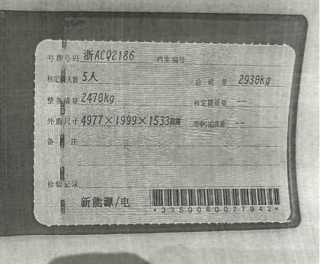 号牌号码 浙ACQ2186 档案编号
核定载人数 5人 总质量 2930kg
整备质量 2470kg 核定载质量 --
外廓尺寸 4977×1999×1533mm 准牵引总质量 --
备注
检验记录
新能源/电
*3350060077942*